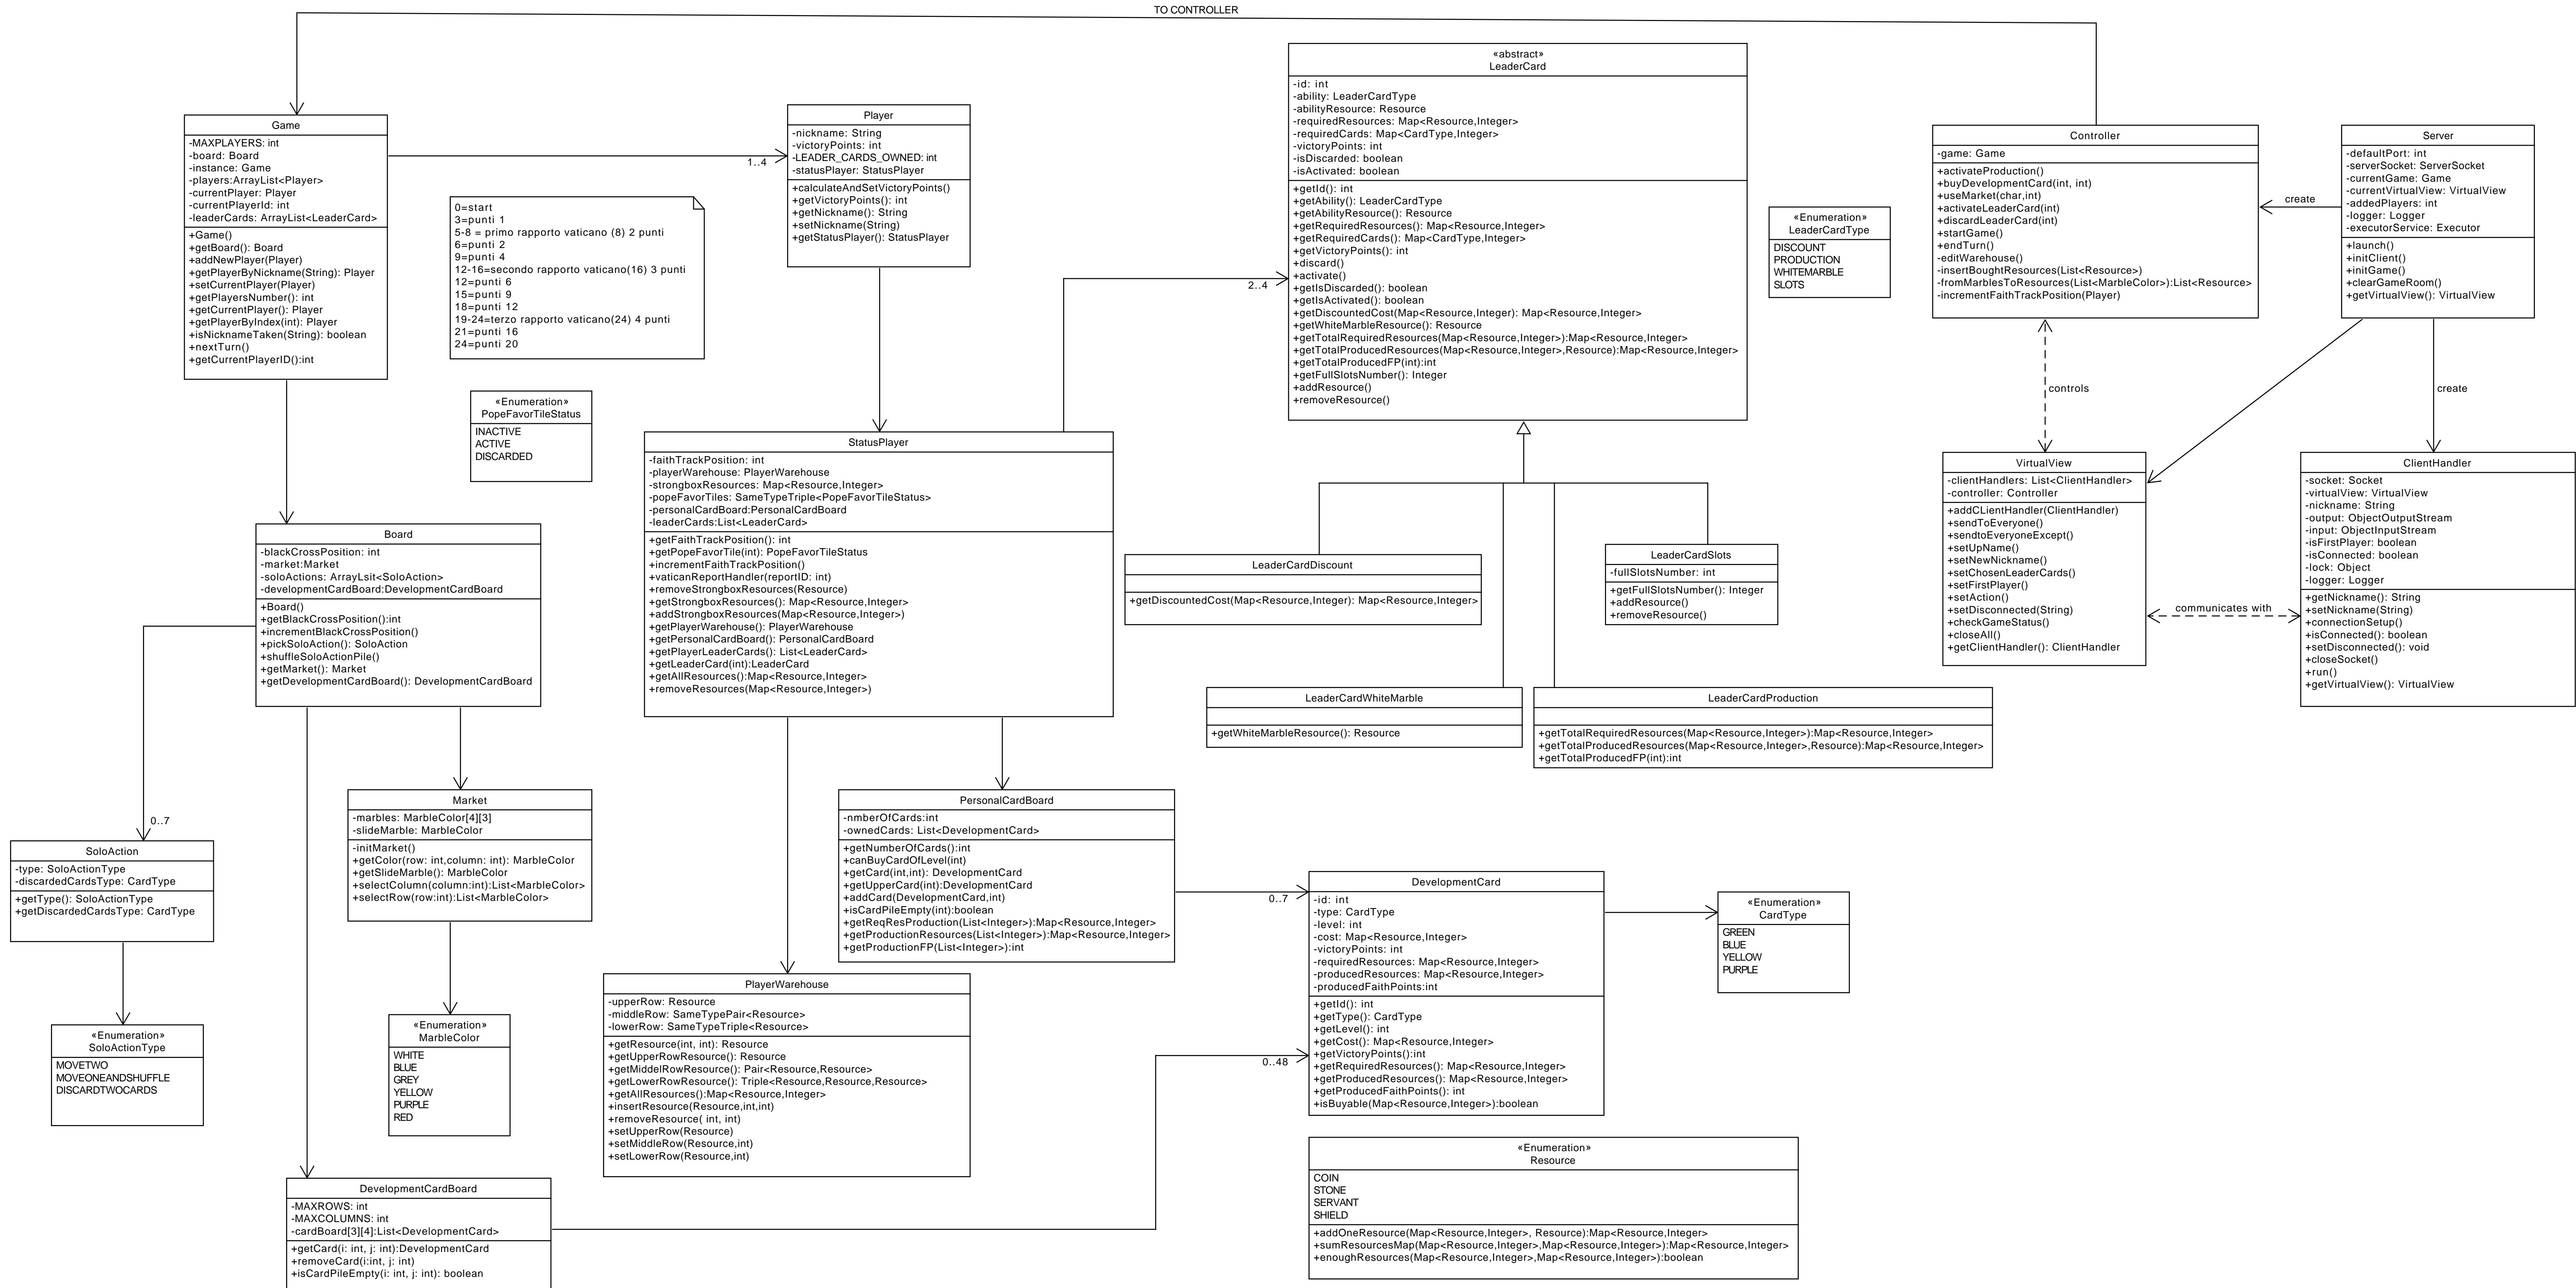 TO CONTROLLER
Game
-MAXPLAYERS: int
-board: Board
-instance: Game
-players:ArrayList<Player>
-currentPlayer: Player
-currentPlayerId: int
-leaderCards: ArrayList<LeaderCard>
+Game()
+getBoard(): Board
+addNewPlayer(Player)
+getPlayerByNickname(String): Player
+setCurrentPlayer(Player)
+getPlayersNumber(): int
+getCurrentPlayer(): Player
+getPlayerByIndex(int): Player
+isNicknameTaken(String): boolean
+nextTurn()
+getCurrentPlayerID():int
1..4
Player
-nickname: String
-victoryPoints: int
-LEADER_CARDS_OWNED: int
-statusPlayer: StatusPlayer
+calculateAndSetVictoryPoints()
+getVictoryPoints(): int
+getNickname(): String
+setNickname(String)
+getStatusPlayer(): StatusPlayer
0=start
3=punti 1
5-8 = primo rapporto vaticano (8) 2 punti
6=punti 2
9=punti 4
12-16=secondo rapporto vaticano(16) 3 punti
12=punti 6
15=punti 9
18=punti 12
19-24=terzo rapporto vaticano(24) 4 punti
21=punti 16
24=punti 20
«Enumeration»
PopeFavorTileStatus
INACTIVE
ACTIVE
DISCARDED
«abstract»
LeaderCard
-id: int
-ability: LeaderCardType
-abilityResource: Resource
-requiredResources: Map<Resource,Integer>
-requiredCards: Map<CardType,Integer>
-victoryPoints: int
-isDiscarded: boolean
-isActivated: boolean
+getId(): int
+getAbility(): LeaderCardType
+getAbilityResource(): Resource
+getRequiredResources(): Map<Resource,Integer>
+getRequiredCards(): Map<CardType,Integer>
+getVictoryPoints(): int
+discard()
+activate()
+getIsDiscarded(): boolean
+getIsActivated(): boolean
+getDiscountedCost(Map<Resource,Integer): Map<Resource,Integer>
+getWhiteMarbleResource(): Resource
+getTotalRequiredResources(Map<Resource,Integer>):Map<Resource,Integer>
+getTotalProducedResources(Map<Resource,Integer>,Resource):Map<Resource,Integer>
+getTotalProducedFP(int):int
+getFullSlotsNumber(): Integer
+addResource()
+removeResource()
2..4
«Enumeration»
LeaderCardType
DISCOUNT
PRODUCTION
WHITEMARBLE
SLOTS
Controller
-game: Game
+activateProduction()
+buyDevelopmentCard(int, int)
+useMarket(char,int)
+activateLeaderCard(int)
+discardLeaderCard(int)
+startGame()
+endTurn()
-editWarehouse()
-insertBoughtResources(List<Resource>)
-fromMarblesToResources(List<MarbleColor>):List<Resource>
-incrementFaithTrackPosition(Player)
create
Server
-defaultPort: int
-serverSocket: ServerSocket
-currentGame: Game
-currentVirtualView: VirtualView
-addedPlayers: int
-logger: Logger
-executorService: Executor
+launch()
+initClient()
+initGame()
+clearGameRoom()
+getVirtualView(): VirtualView
controls
create
StatusPlayer
-faithTrackPosition: int
-playerWarehouse: PlayerWarehouse
-strongboxResources: Map<Resource,Integer>
-popeFavorTiles: SameTypeTriple<PopeFavorTileStatus>
-personalCardBoard:PersonalCardBoard
-leaderCards:List<LeaderCard>
+getFaithTrackPosition(): int
+getPopeFavorTile(int): PopeFavorTileStatus
+incrementFaithTrackPosition()
+vaticanReportHandler(reportID: int)
+removeStrongboxResources(Resource)
+getStrongboxResources(): Map<Resource,Integer>
+addStrongboxResources(Map<Resource,Integer>)
+getPlayerWarehouse(): PlayerWarehouse
+getPersonalCardBoard(): PersonalCardBoard
+getPlayerLeaderCards(): List<LeaderCard>
+getLeaderCard(int):LeaderCard
+getAllResources():Map<Resource,Integer>
+removeResources(Map<Resource,Integer>)
VirtualView
-clientHandlers: List<ClientHandler>
-controller: Controller
+addCLientHandler(ClientHandler)
+sendToEveryone()
+sendtoEveryoneExcept()
+setUpName()
+setNewNickname()
+setChosenLeaderCards()
+setFirstPlayer()
+setAction()
+setDisconnected(String)
+checkGameStatus()
+closeAll()
+getClientHandler(): ClientHandler
communicates with
ClientHandler
-socket: Socket
-virtualView: VirtualView
-nickname: String
-output: ObjectOutputStream
-input: ObjectInputStream
-isFirstPlayer: boolean
-isConnected: boolean
-lock: Object
-logger: Logger
+getNickname(): String
+setNickname(String)
+connectionSetup()
+isConnected(): boolean
+setDisconnected(): void
+closeSocket()
+run()
+getVirtualView(): VirtualView
Board
-blackCrossPosition: int
-market:Market
-soloActions: ArrayLsit<SoloAction>
-developmentCardBoard:DevelopmentCardBoard
+Board()
+getBlackCrossPosition():int
+incrementBlackCrossPosition()
+pickSoloAction(): SoloAction
+shuffleSoloActionPile()
+getMarket(): Market
+getDevelopmentCardBoard(): DevelopmentCardBoard
LeaderCardDiscount
+getDiscountedCost(Map<Resource,Integer): Map<Resource,Integer>
LeaderCardSlots
-fullSlotsNumber: int
+getFullSlotsNumber(): Integer
+addResource()
+removeResource()
LeaderCardWhiteMarble
+getWhiteMarbleResource(): Resource
LeaderCardProduction
+getTotalRequiredResources(Map<Resource,Integer>):Map<Resource,Integer>
+getTotalProducedResources(Map<Resource,Integer>,Resource):Map<Resource,Integer>
+getTotalProducedFP(int):int
0..7
SoloAction
-type: SoloActionType
-discardedCardsType: CardType
+getType(): SoloActionType
+getDiscardedCardsType: CardType
Market
-marbles: MarbleColor[4][3]
-slideMarble: MarbleColor
-initMarket()
+getColor(row: int,column: int): MarbleColor
+getSlideMarble(): MarbleColor
+selectColumn(column:int):List<MarbleColor>
+selectRow(row:int):List<MarbleColor>
PersonalCardBoard
-nmberOfCards:int
-ownedCards: List<DevelopmentCard>
+getNumberOfCards():int
+canBuyCardOfLevel(int)
+getCard(int,int): DevelopmentCard
+getUpperCard(int):DevelopmentCard
+addCard(DevelopmentCard,int)
+isCardPileEmpty(int):boolean
+getReqResProduction(List<Integer>):Map<Resource,Integer>
+getProductionResources(List<Integer>):Map<Resource,Integer>
+getProductionFP(List<Integer>):int
0..7
DevelopmentCard
-id: int
-type: CardType
-level: int
-cost: Map<Resource,Integer>
-victoryPoints: int
-requiredResources: Map<Resource,Integer>
-producedResources: Map<Resource,Integer>
-producedFaithPoints:int
+getId(): int
+getType(): CardType
+getLevel(): int
+getCost(): Map<Resource,Integer>
+getVictoryPoints():int
+getRequiredResources(): Map<Resource,Integer>
+getProducedResources(): Map<Resource,Integer>
+getProducedFaithPoints(): int
+isBuyable(Map<Resource,Integer>):boolean
0..48
«Enumeration»
CardType
GREEN
BLUE
YELLOW
PURPLE
PlayerWarehouse
-upperRow: Resource
-middleRow: SameTypePair<Resource>
-lowerRow: SameTypeTriple<Resource>
+getResource(int, int): Resource
+getUpperRowResource(): Resource
+getMiddelRowResource(): Pair<Resource,Resource>
+getLowerRowResource(): Triple<Resource,Resource,Resource>
+getAllResources():Map<Resource,Integer>
+insertResource(Resource,int,int)
+removeResource( int, int)
+setUpperRow(Resource)
+setMiddleRow(Resource,int)
+setLowerRow(Resource,int)
«Enumeration»
SoloActionType
MOVETWO
MOVEONEANDSHUFFLE
DISCARDTWOCARDS
«Enumeration»
MarbleColor
WHITE
BLUE
GREY
YELLOW
PURPLE
RED
«Enumeration»
Resource
COIN
STONE
SERVANT
SHIELD
+addOneResource(Map<Resource,Integer>, Resource):Map<Resource,Integer>
+sumResourcesMap(Map<Resource,Integer>,Map<Resource,Integer>):Map<Resource,Integer>
+enoughResources(Map<Resource,Integer>,Map<Resource,Integer>):boolean
DevelopmentCardBoard
-MAXROWS: int
-MAXCOLUMNS: int
-cardBoard[3][4]:List<DevelopmentCard>
+getCard(i: int, j: int):DevelopmentCard
+removeCard(i:int, j: int)
+isCardPileEmpty(i: int, j: int): boolean